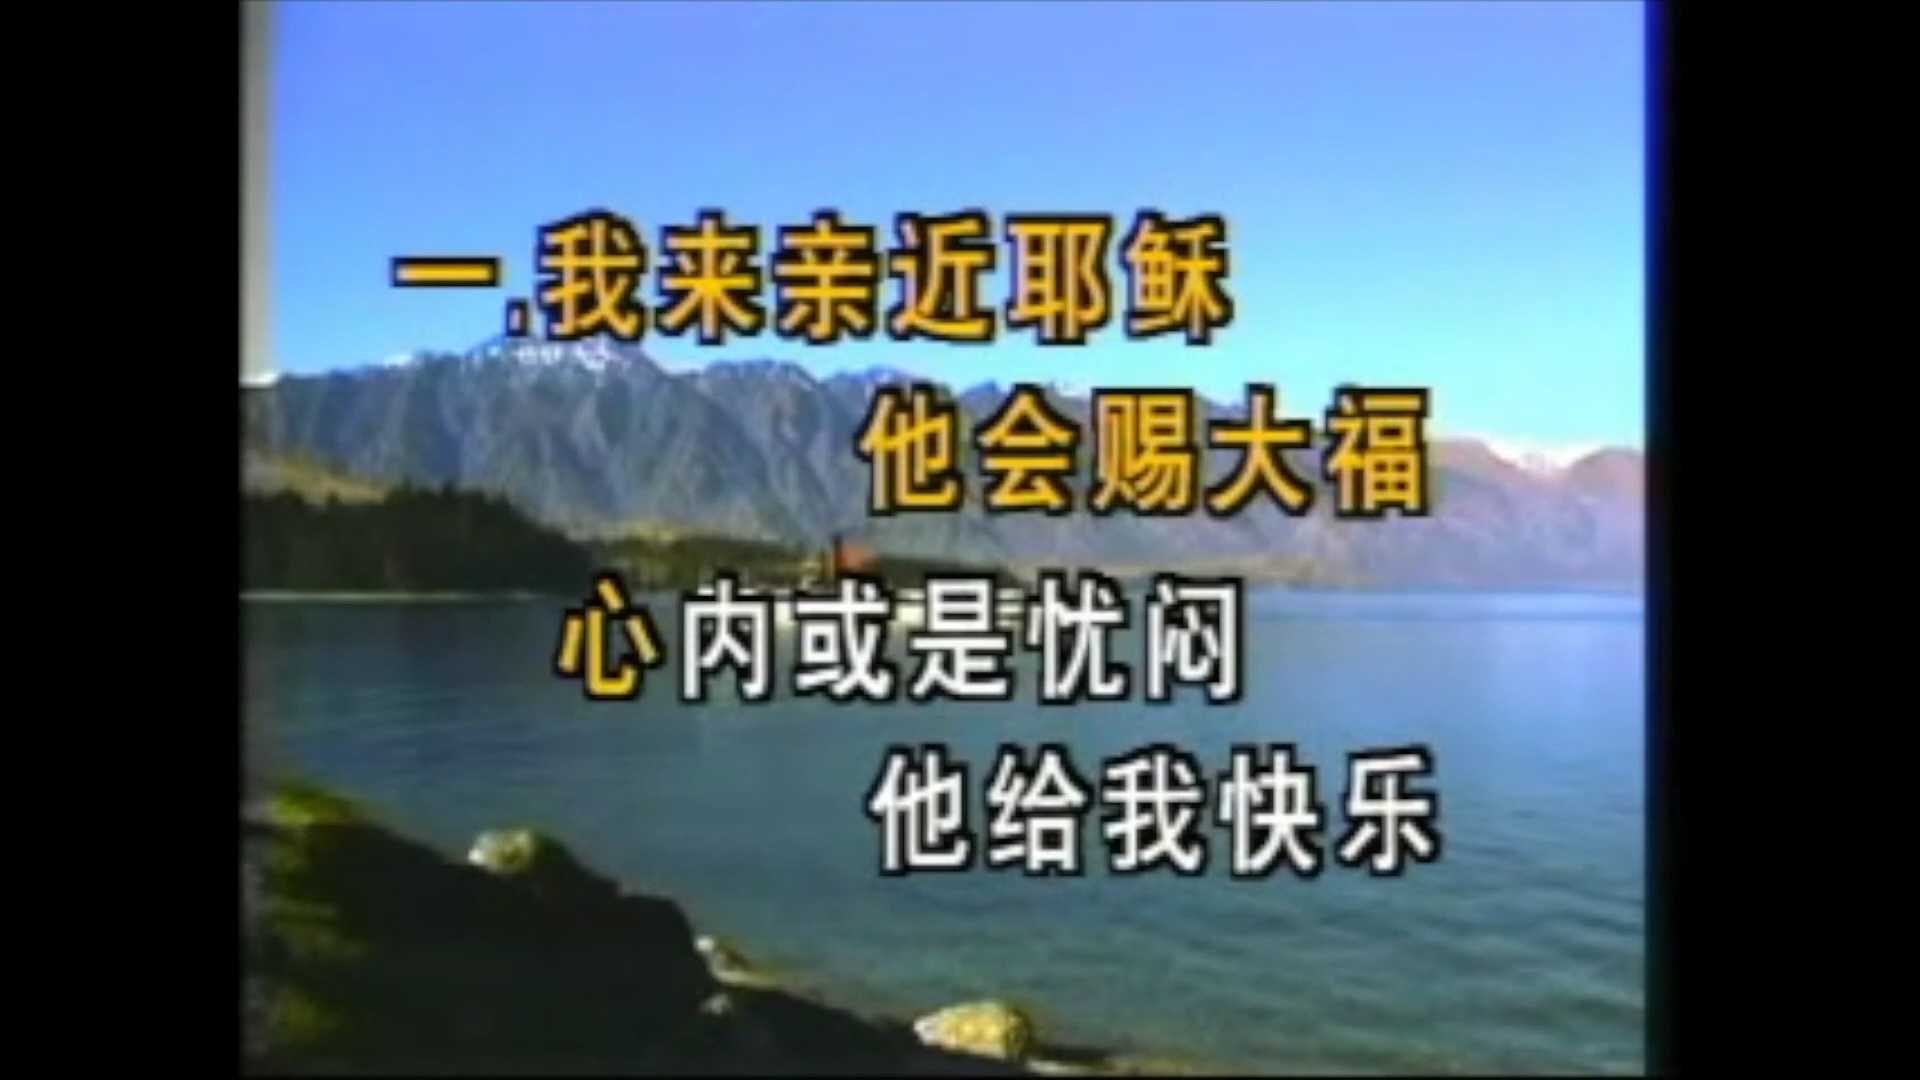 一.我来亲近耶稣
他会赐大福
心内或是忧闷
他给我快乐